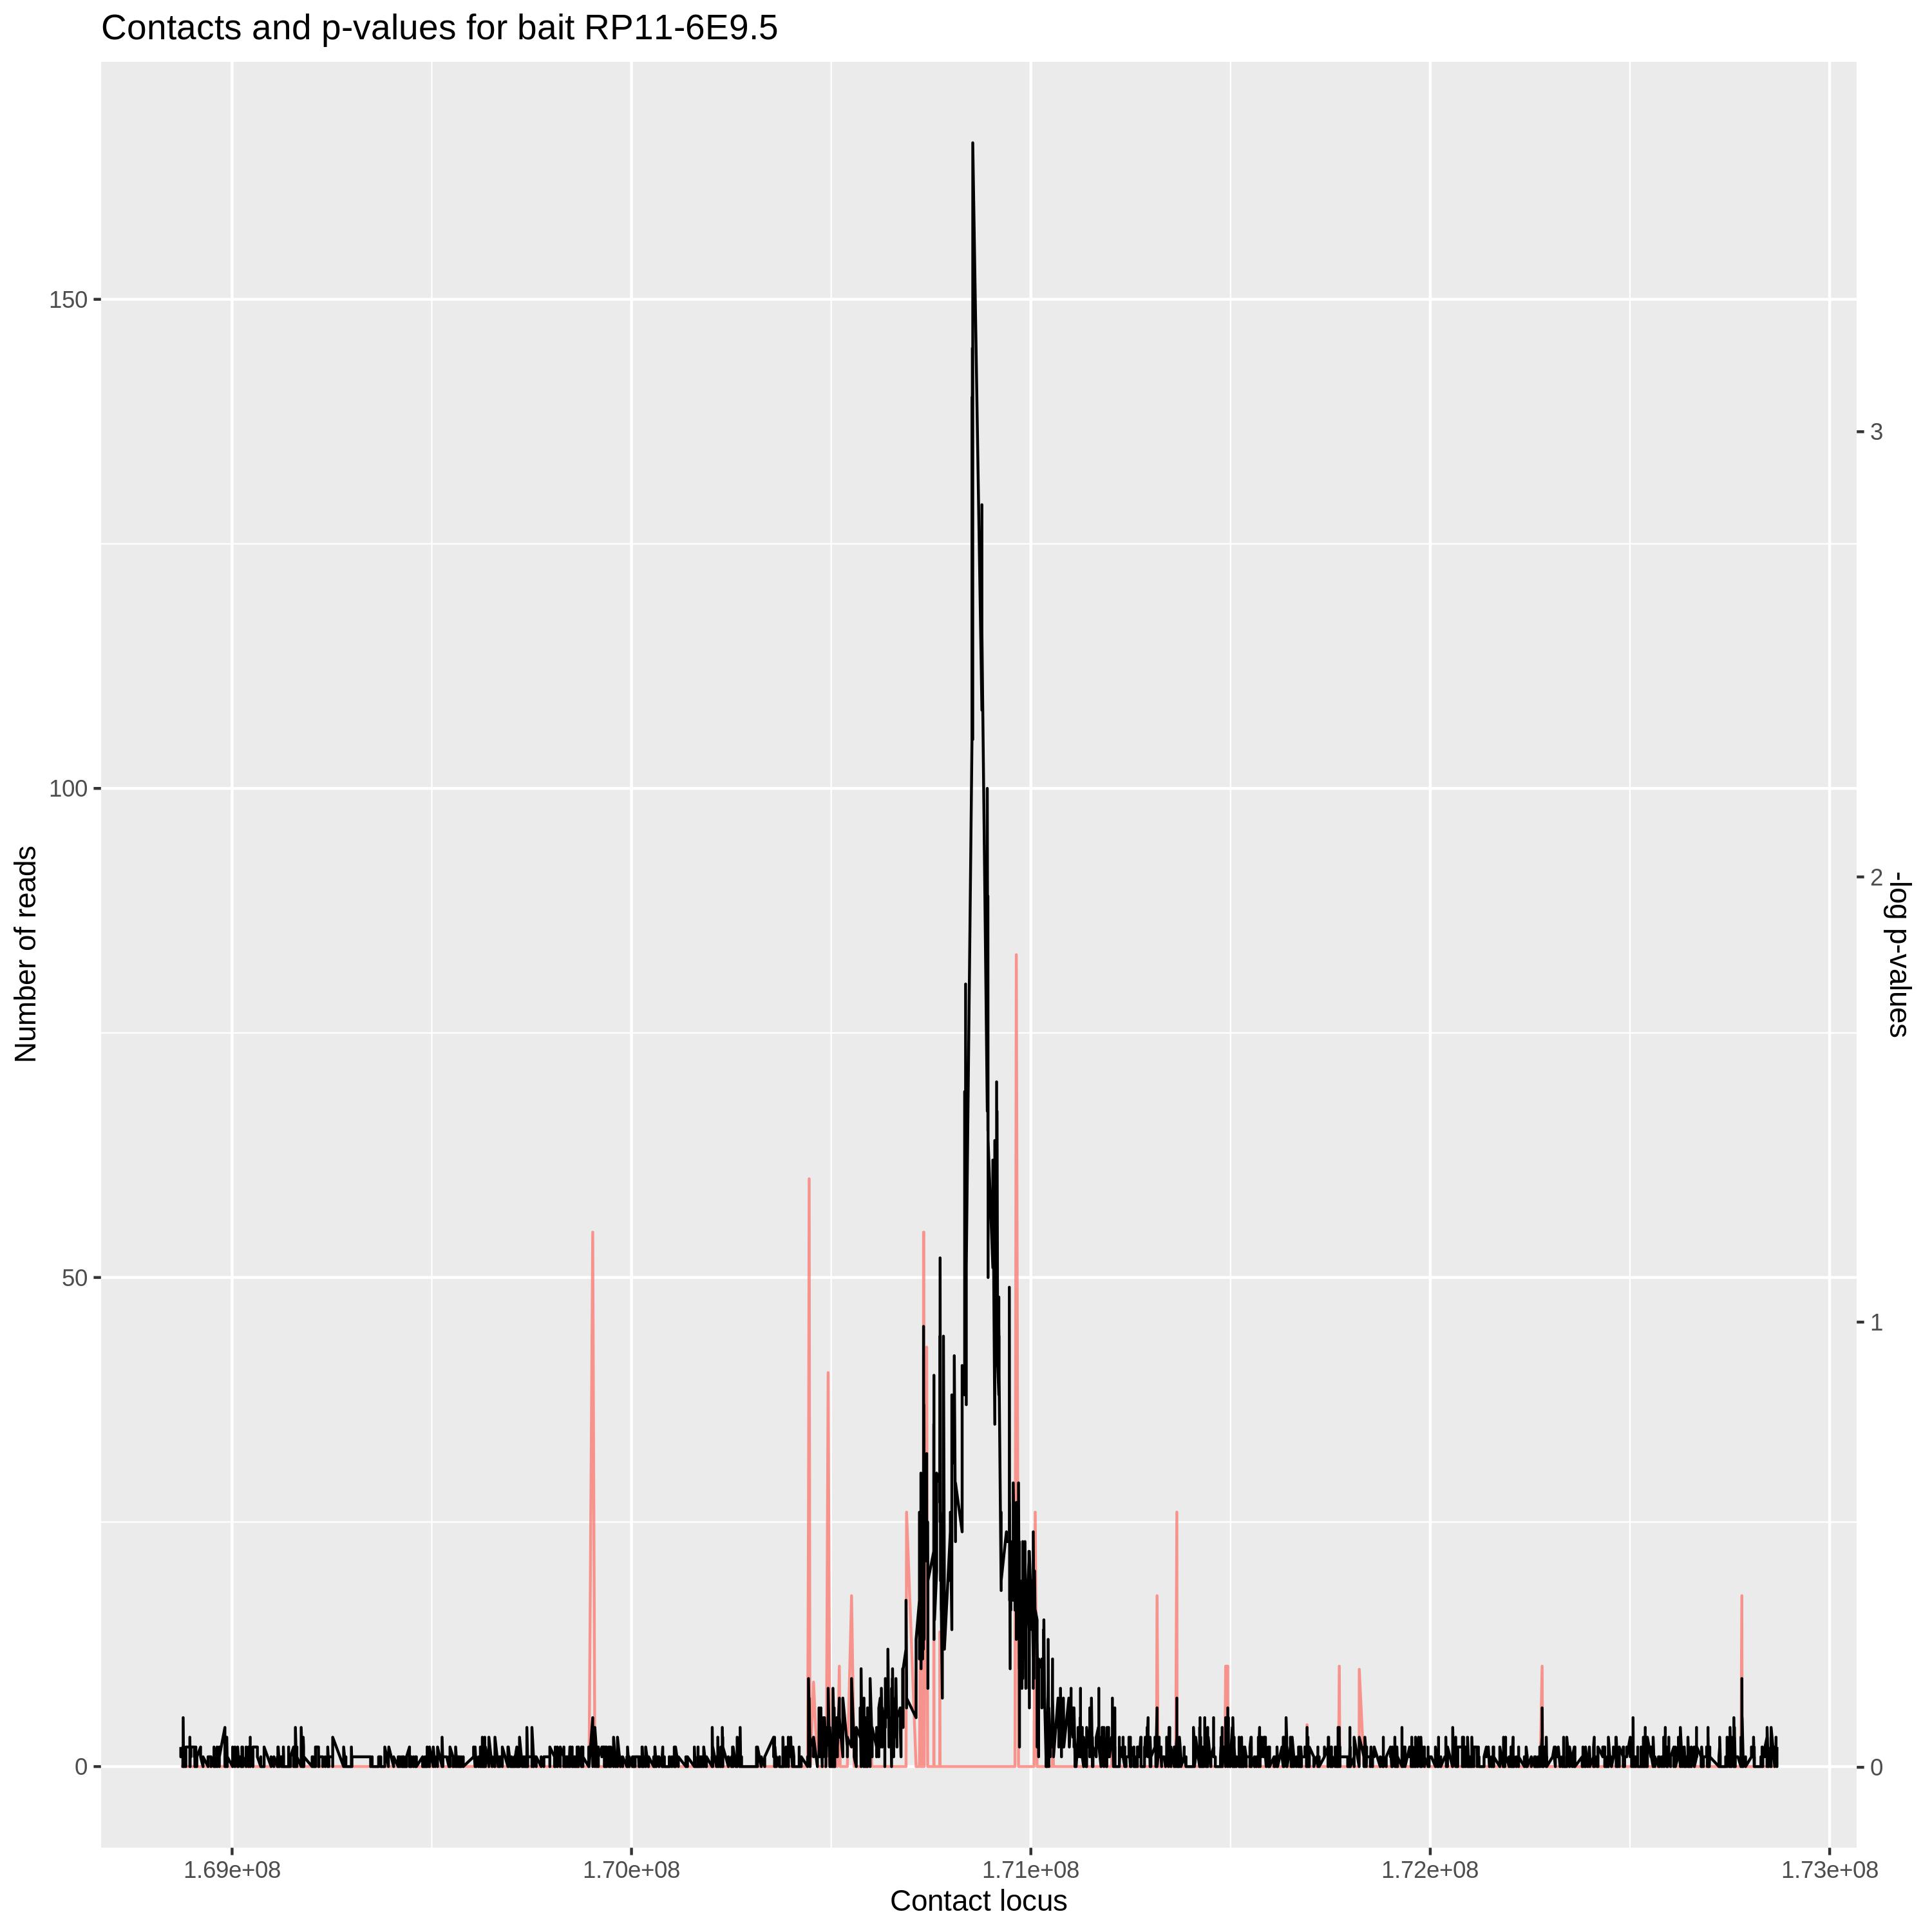 Contacts and p-values for bait RP11-6E9.5
150
100
50
0
Number of reads
3
2
1
0
-log p-values
1.69e+08
1.70e+08
1.71e+08
1.72e+08
1.73e+08
Contact locus